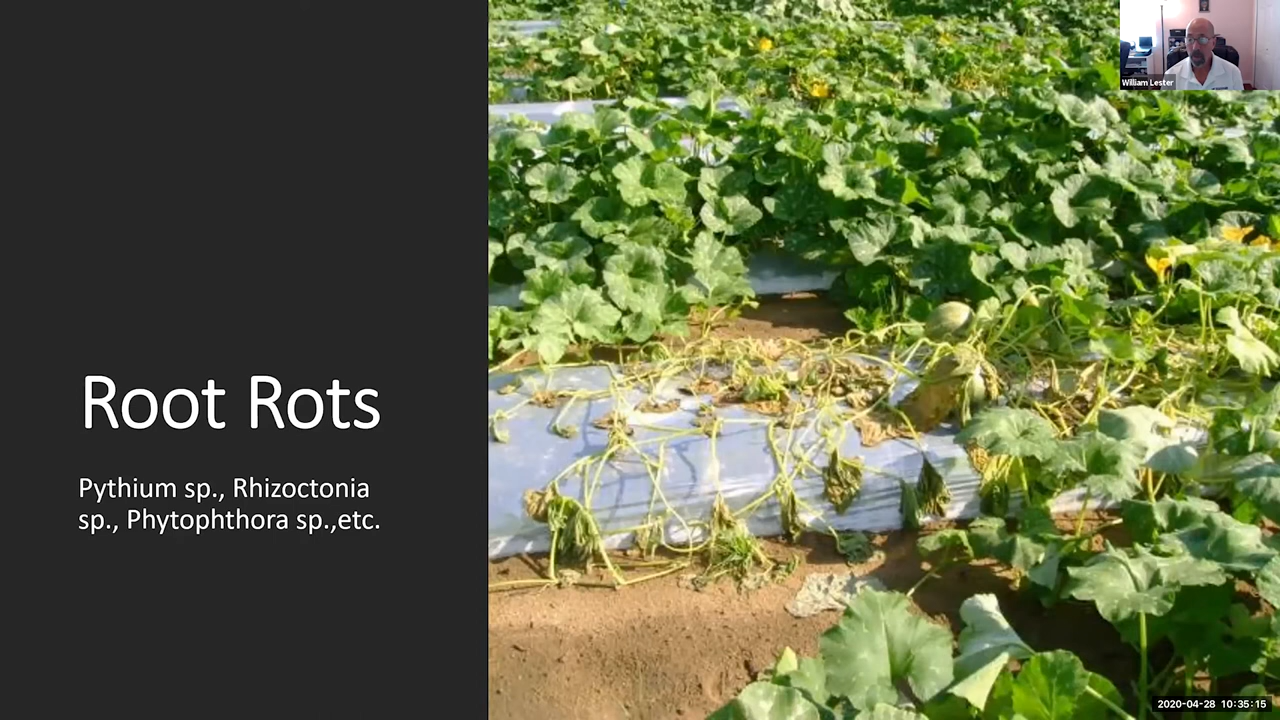 William Lester
Root Rots
Pythium sp., Rhizoctonia
sp., Phytophthora sp.,etc.
2020-04-28 10:35:15